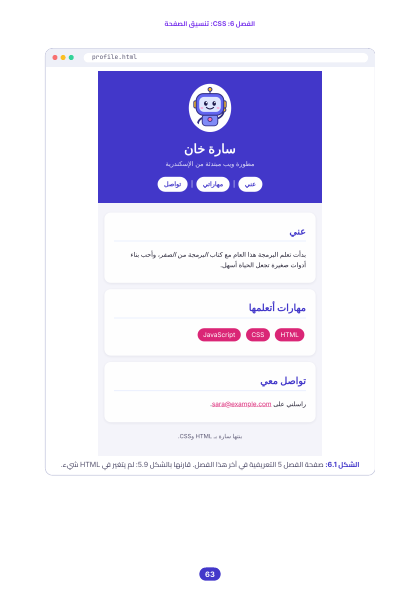 الفصل 6: CSS: تنسيق الصفحة
profile.html
سارة خان
مطورة ويب مبتدئة من الإسكندرية
عني | مهاراتي | تواصل
عني
بدأت تعلم البرمجة هذا العام مع كتاب البرمجة من الصفر، وأحب بناء
أدوات صغيرة تجعل الحياة أسهل.
مهارات أتعلمها
HTML CSS JavaScript
تواصل معي
راسلني على sara@example.com.
بنتها سارة بـ HTML وCSS.
الشكل 6.1: صفحة الفصل 5 التعريفية في آخر هذا الفصل. قارنها بالشكل 5.9: لم يتغير في HTML شيء.
63